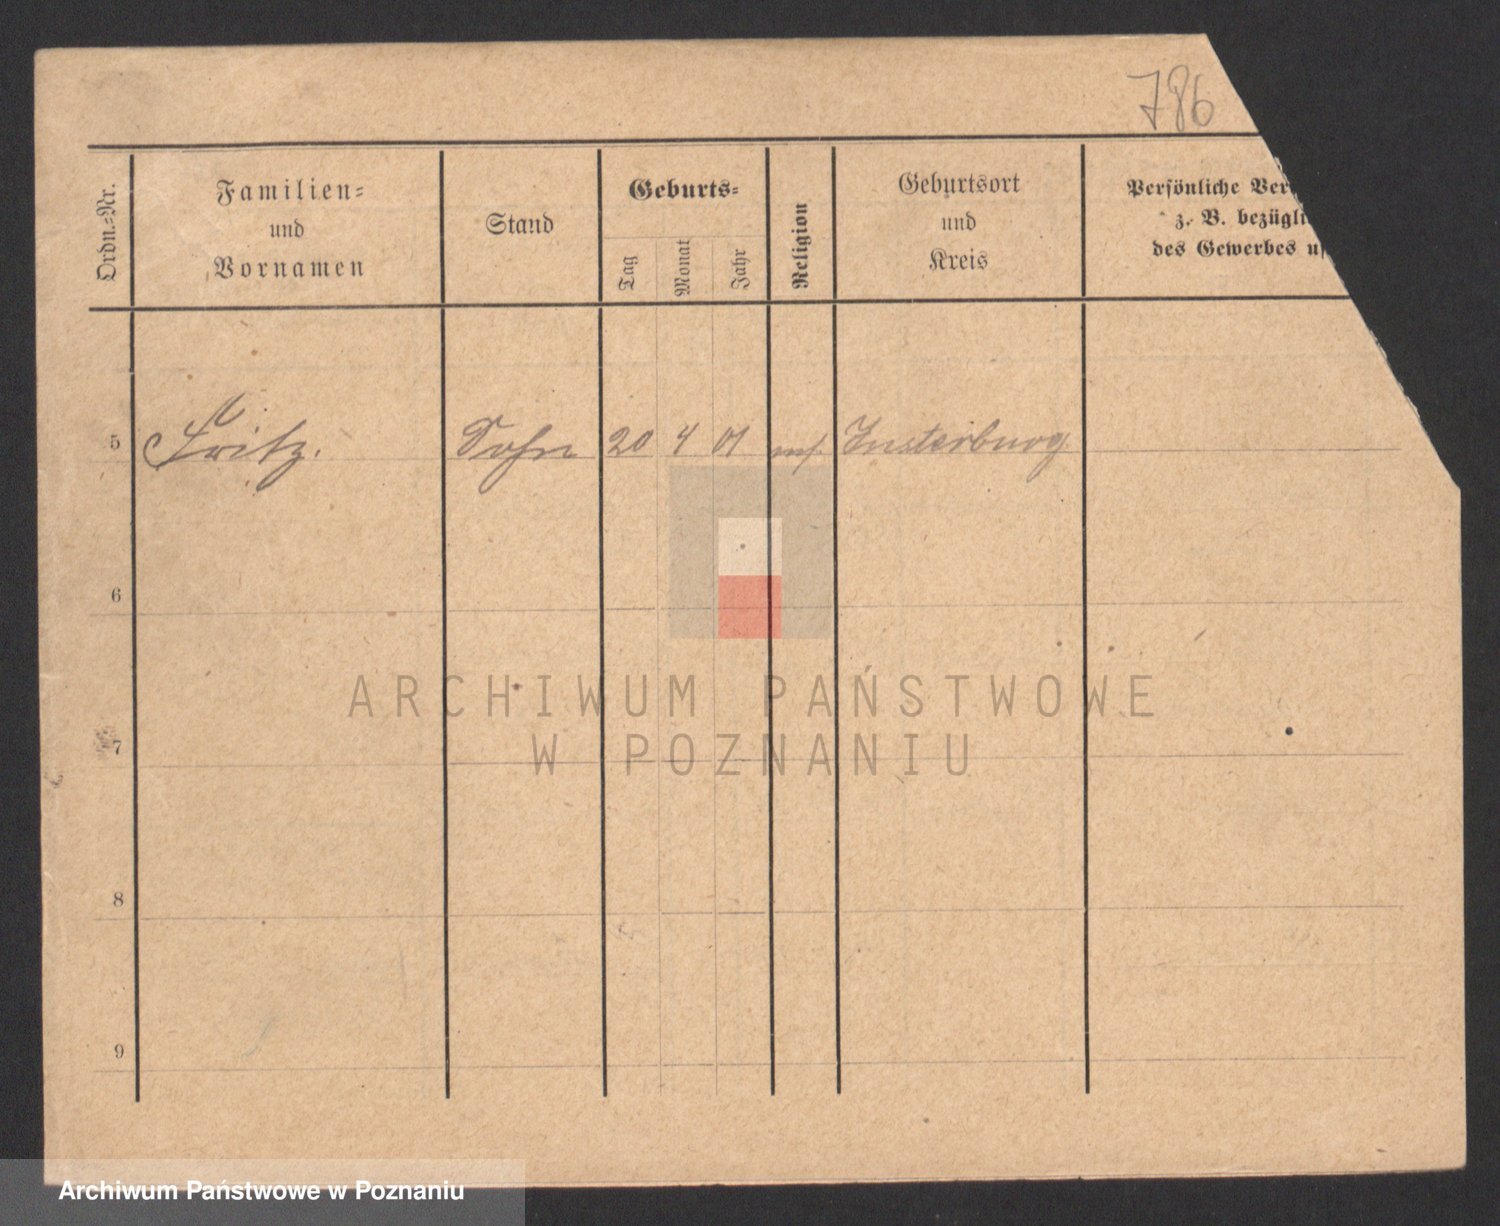 786
Ordn.=Nr.
Familien=
und
Vornamen
Stand
Geburts=
Tag
Monat
Jahr
Religion
Geburtsort
und
Kreis
Persönliche Ver
z. B. bezügli
des Gewerbes u
5 Fritz. Sohn 20 4 01 Insterburg
6
7
8
9
ARCHIWUM PAŃSTWOWE
W POZNANIU
Archiwum Państwowe w Poznaniu